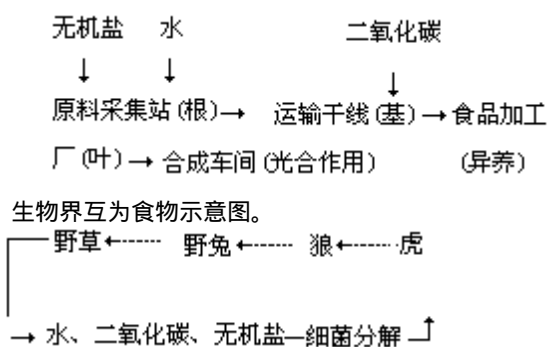 无机盐 水 二氧化碳
↓ ↓ ↓
原料采集站(根)→ 运输干线(基)→食品加工
厂(叶)→ 合成车间(光合作用) (异养)
生物界互为食物示意图。
野草←------ 野兔←------ 狼←------虎
→ 水、二氧化碳、无机盐—细菌分解